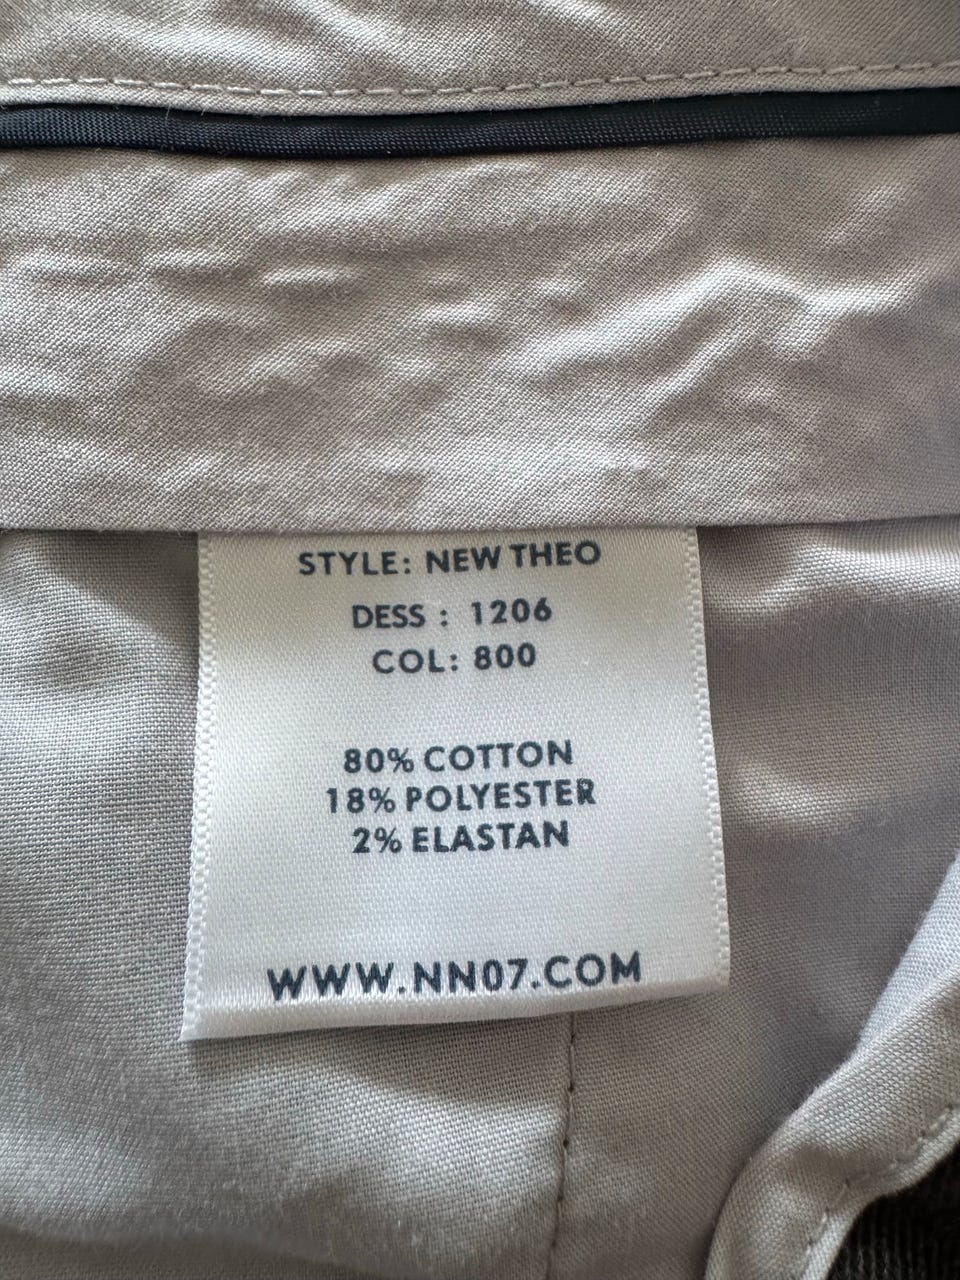 STYLE: NEW THEO
DESS : 1206
COL: 800
80% COTTON
18% POLYESTER
2% ELASTAN
WWW.NN07.COM